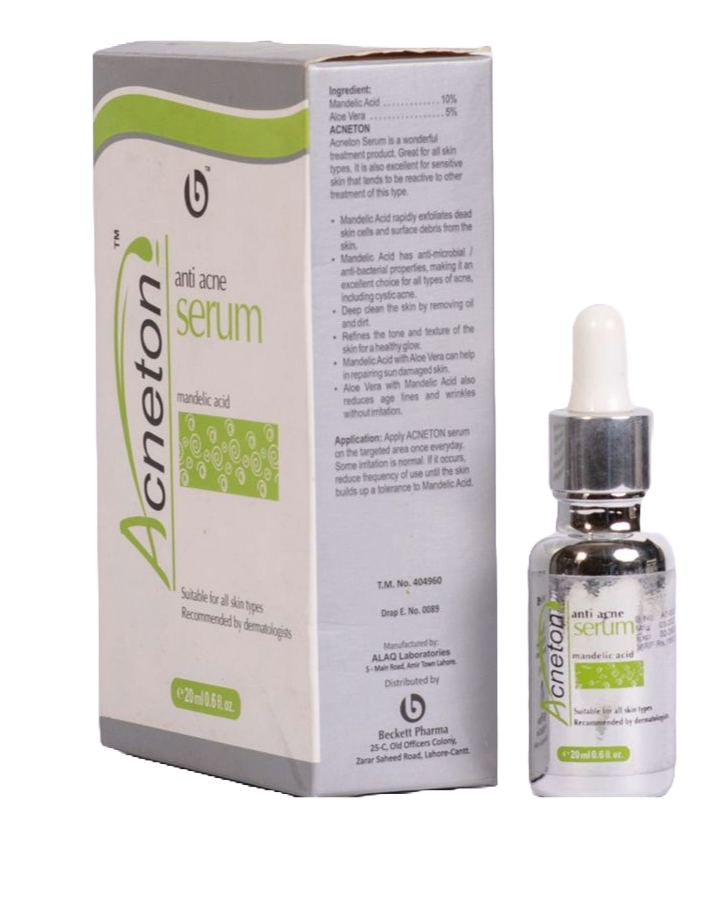 TM
Acneton
anti acne
serum
mandelic acid
Suitable for all skin types
Recommended by dermatologists
e 20 ml 0.6 fl. oz.
Ingredient:
Mandelic Acid ............. 10%
Aloe Vera ................. 5%
ACNETON
Acneton Serum is a wonderful
treatment product. Great for all skin
types. It is also excellent for sensitive
skin that tends to be reactive to other
treatment of this type.
• Mandelic Acid rapidly exfoliates dead
skin cells and surface debris from the
skin.
• Mandelic Acid has anti-microbial /
anti-bacterial properties, making it an
excellent choice for all types of acne,
including cystic acne.
• Deep clean the skin by removing oil
and dirt.
• Refines the tone and texture of the
skin for a healthy glow.
• Mandelic Acid with Aloe Vera can help
in repairing sun damaged skin.
• Aloe Vera with Mandelic Acid also
reduces age lines and wrinkles
without irritation.
Application: Apply ACNETON serum
on the targeted area once everyday.
Some irritation is normal. If it occurs,
reduce frequency of use until the skin
builds up a tolerance to Mandelic Acid.
T.M. No. 404960
Drap E. No. 0089
Manufactured by:
ALAQ Laboratories
5 - Main Road, Amir Town Lahore.
Distributed by
Beckett Pharma
25-C, Old Officers Colony,
Zarar Saheed Road, Lahore-Cantt.
Acneton
anti acne
serum
mandelic acid
Suitable for all skin types
Recommended by dermatologists
e 20 ml 0.6 fl. oz.